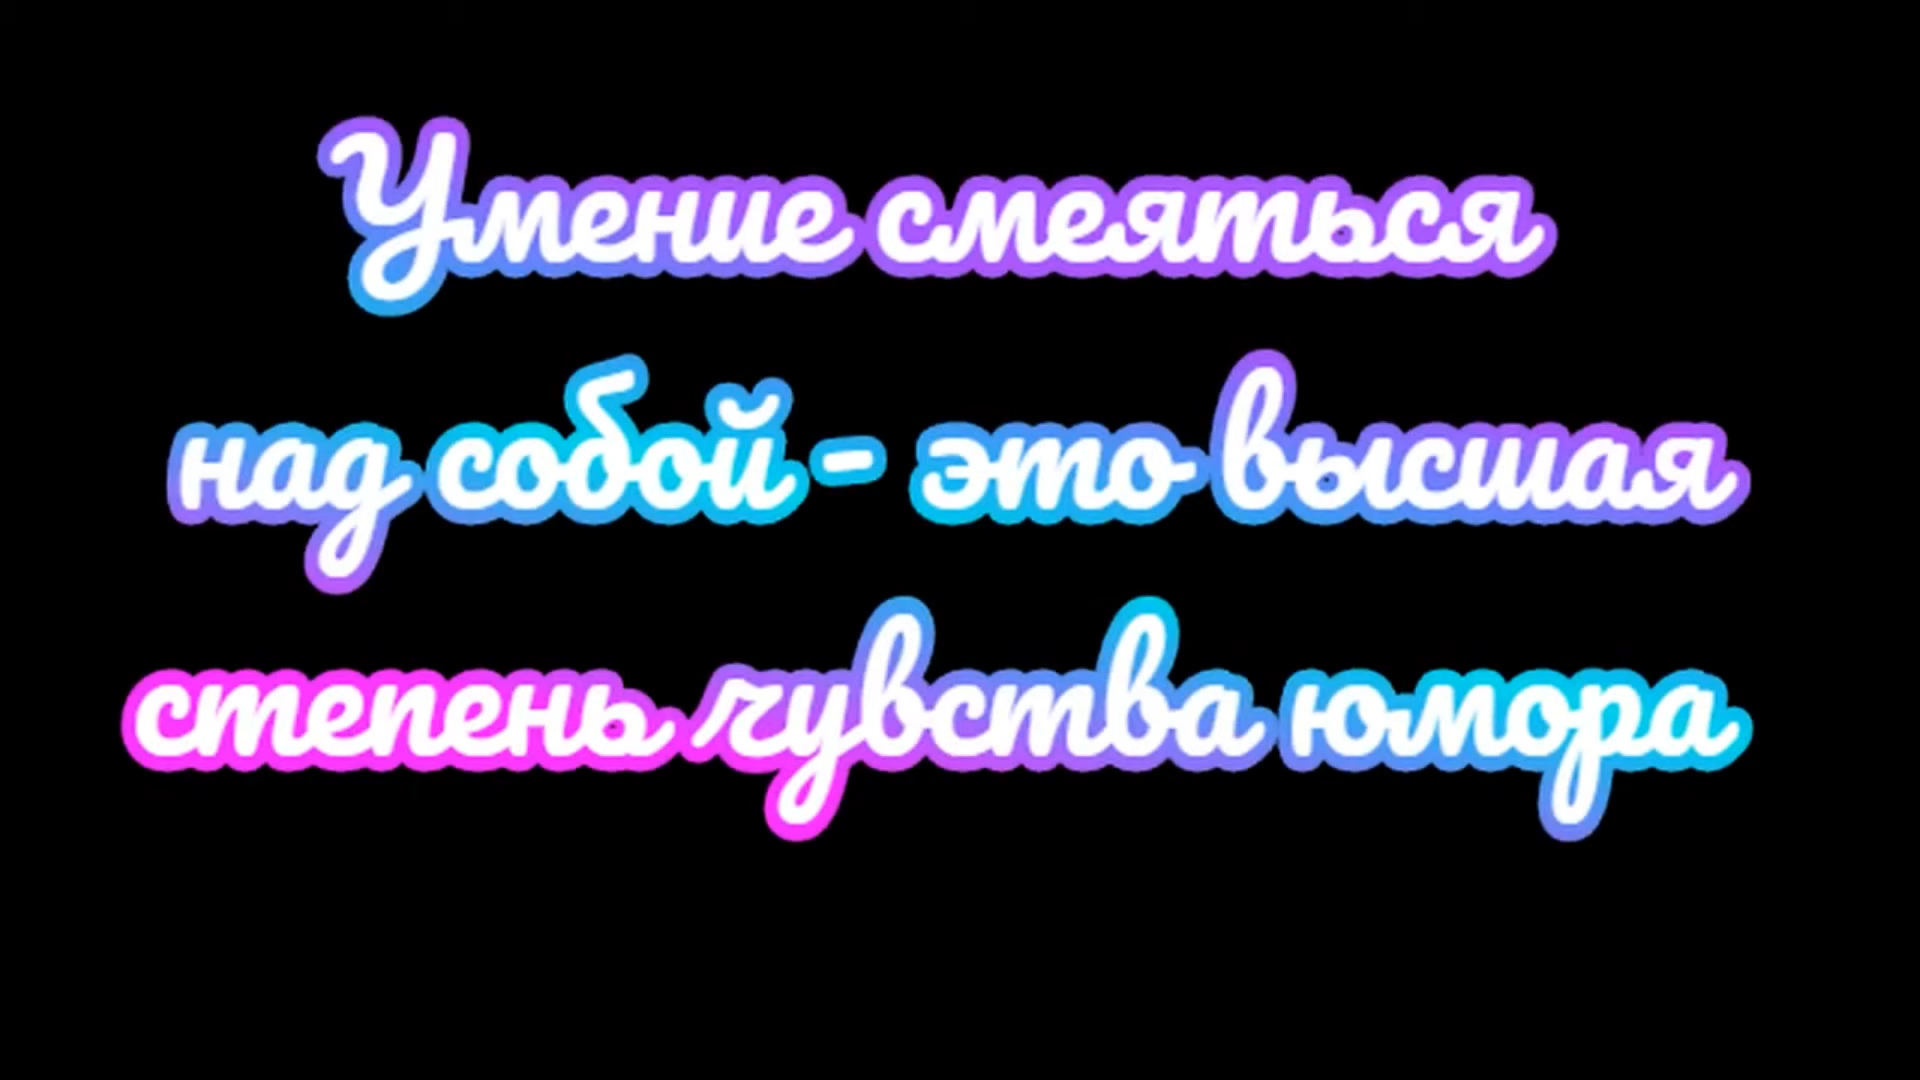 Умение смеяться
над собой - это высшая
степень чувства юмора